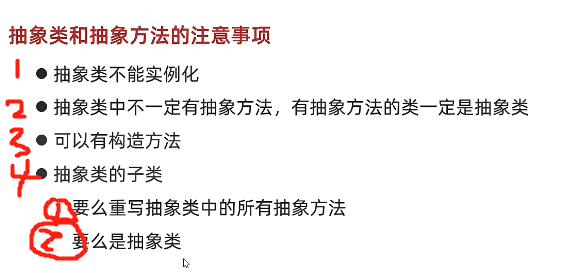 抽象类和抽象方法的注意事项
1 ● 抽象类不能实例化
2 ● 抽象类中不一定有抽象方法，有抽象方法的类一定是抽象类
3 ● 可以有构造方法
4 ● 抽象类的子类
① 要么重写抽象类中的所有抽象方法
② 要么是抽象类